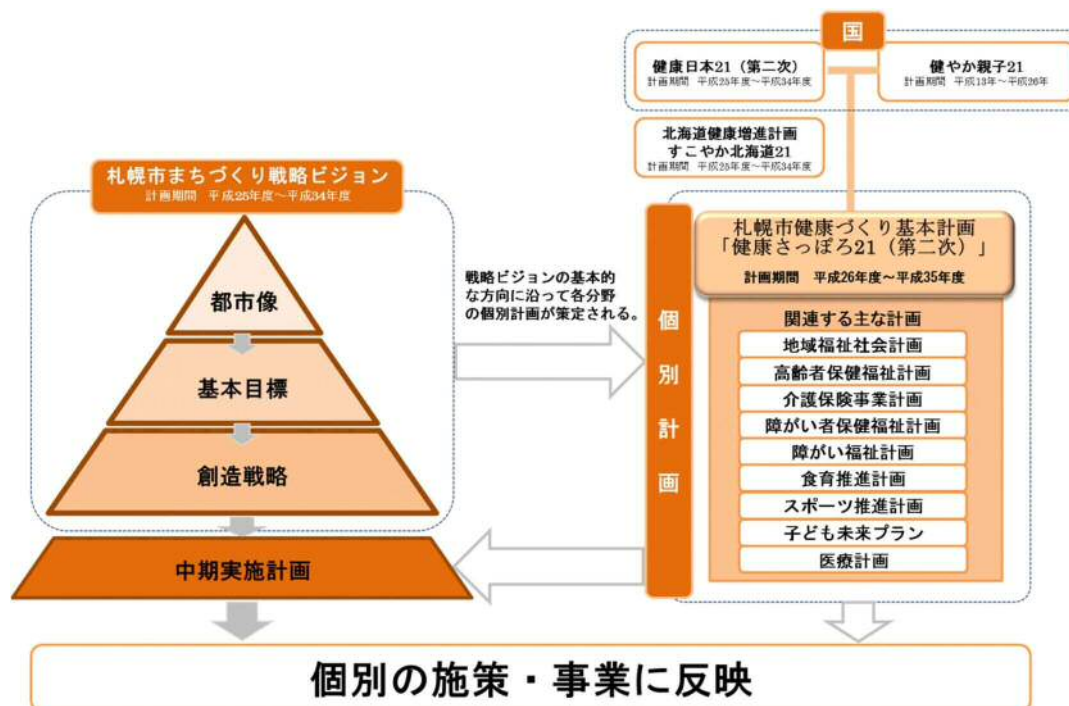 国
健康日本21（第二次）
計画期間　平成25年度～平成34年度
健やか親子21
計画期間　平成13年～平成26年
北海道健康増進計画
すこやか北海道21
計画期間　平成25年度～平成34年度
札幌市まちづくり戦略ビジョン
計画期間　平成25年度～平成34年度
都市像
基本目標
創造戦略
中期実施計画
戦略ビジョンの基本的
な方向に沿って各分野
の個別計画が策定される。
個別計画
札幌市健康づくり基本計画
「健康さっぽろ21（第二次）」
計画期間　平成26年度～平成35年度
関連する主な計画
地域福祉社会計画
高齢者保健福祉計画
介護保険事業計画
障がい者保健福祉計画
障がい福祉計画
食育推進計画
スポーツ推進計画
子ども未来プラン
医療計画
個別の施策・事業に反映